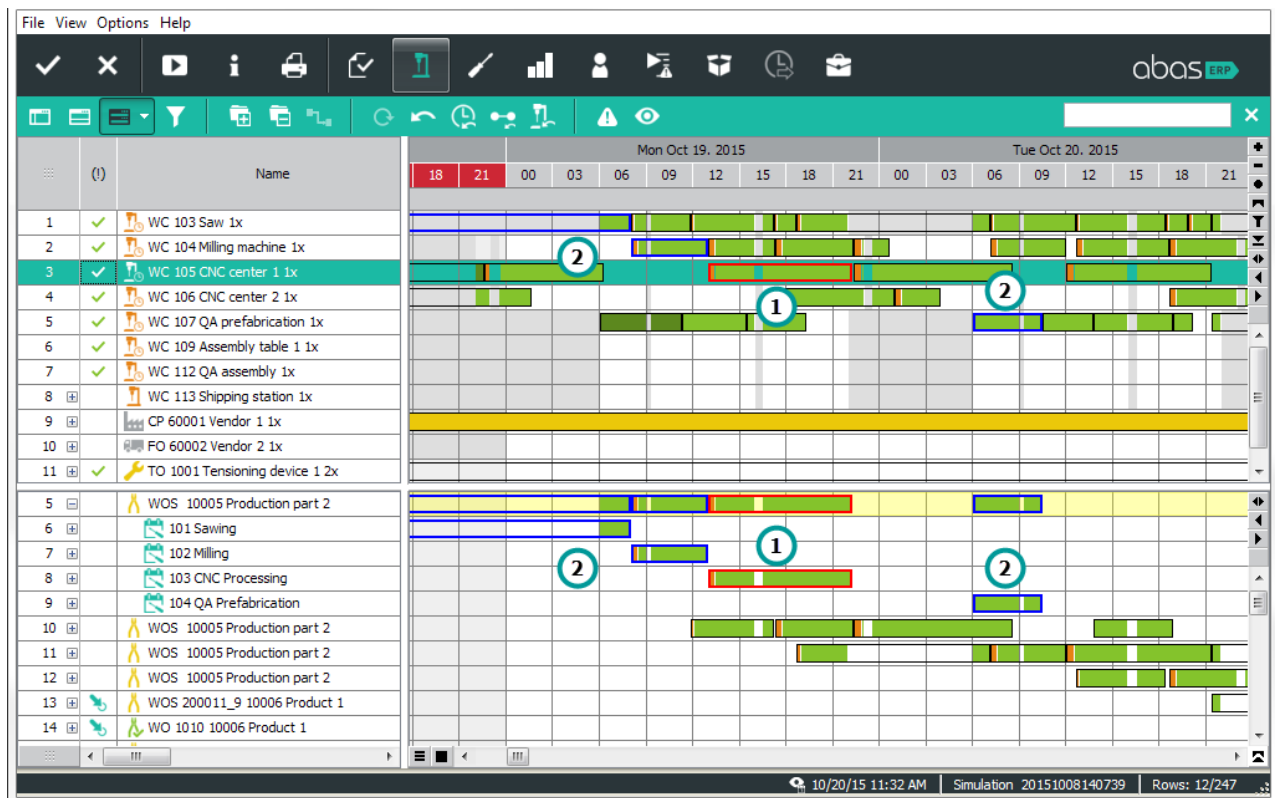 File View Options Help
abas ERP
Mon Oct 19. 2015 Tue Oct 20. 2015
(!) Name 18 21 00 03 06 09 12 15 18 21 00 03 06 09 12 15 18 21
1 WC 103 Saw 1x
2 WC 104 Milling machine 1x
2
3 WC 105 CNC center 1 1x
2
4 WC 106 CNC center 2 1x
1
5 WC 107 QA prefabrication 1x
6 WC 109 Assembly table 1 1x
7 WC 112 QA assembly 1x
8 WC 113 Shipping station 1x
9 CP 60001 Vendor 1 1x
10 FO 60002 Vendor 2 1x
11 TO 1001 Tensioning device 1 2x
5 WOS 10005 Production part 2
6 101 Sawing
7 102 Milling
1
8 103 CNC Processing
2 2
9 104 QA Prefabrication
10 WOS 10005 Production part 2
11 WOS 10005 Production part 2
12 WOS 10005 Production part 2
13 WOS 200011_9 10006 Product 1
14 WO 1010 10006 Product 1
10/20/15 11:32 AM Simulation 20151008140739 Rows: 12/247